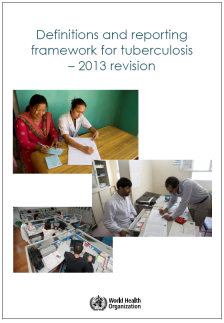 Definitions and reporting
framework for tuberculosis
– 2013 revision
World Health
Organization